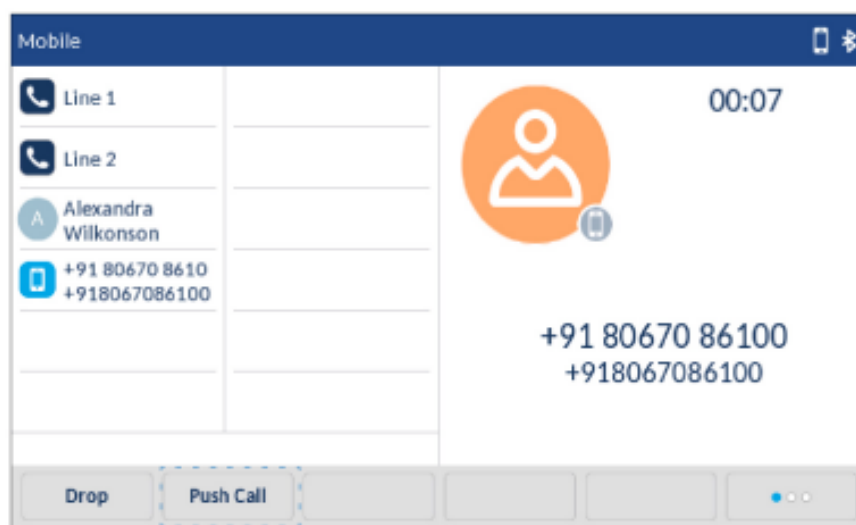 Mobile
Line 1
Line 2
A
Alexandra
Wilkonson
+91 80670 8610
+918067086100
00:07
+91 80670 86100
+918067086100
Drop
Push Call